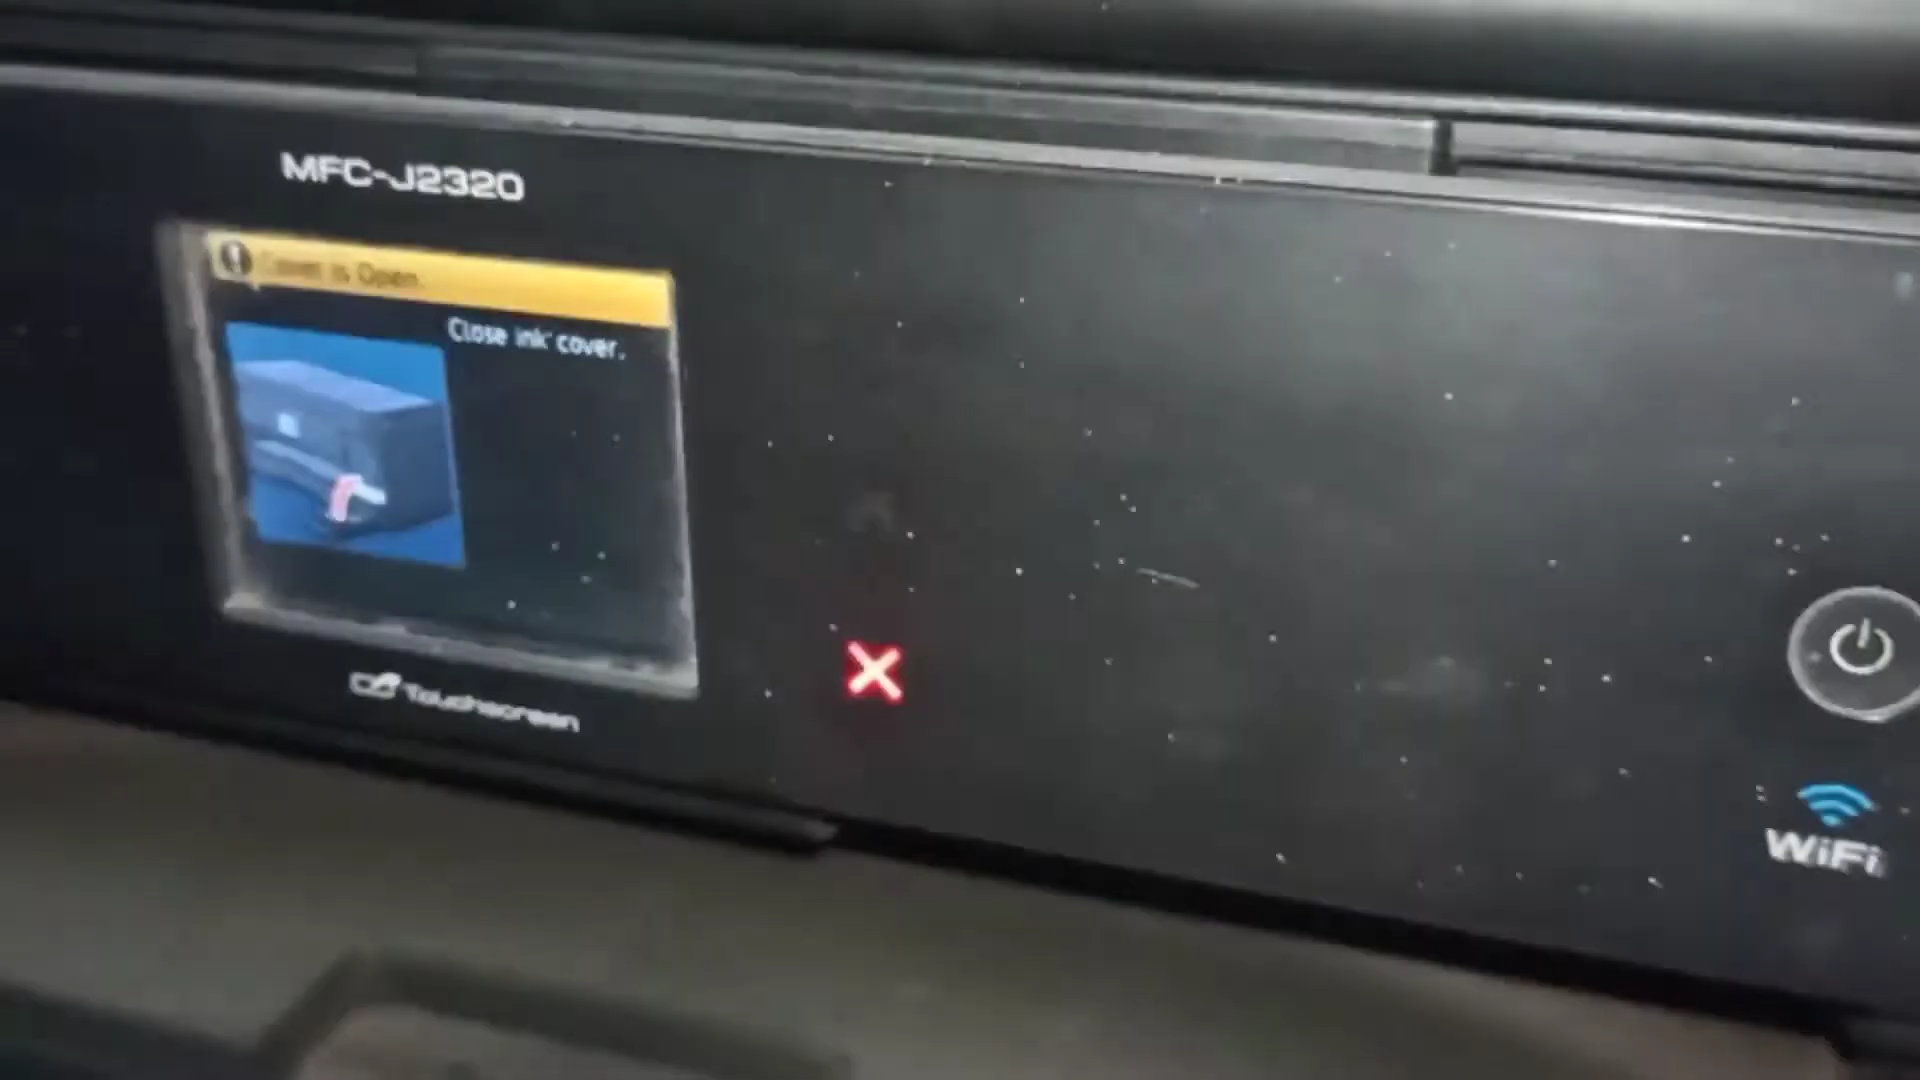 MFC-J2320
Cover is Open.
Close ink cover.
Touchscreen
WiFi